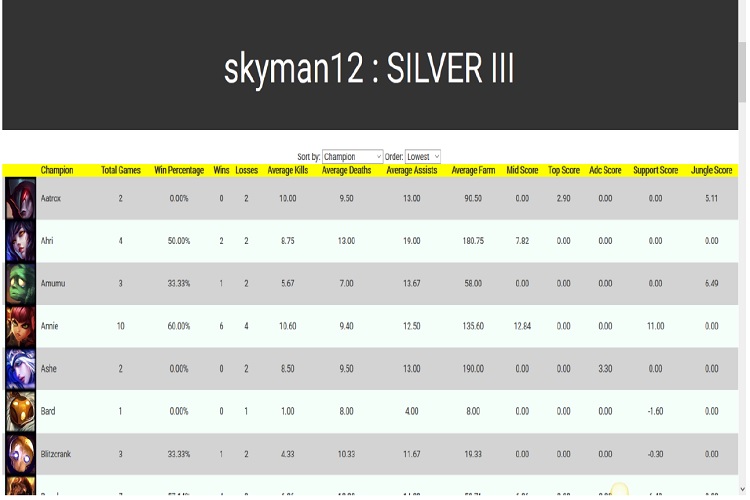 skyman12 : SILVER III
Sort by: Champion Order: Lowest
Champion Total Games Win Percentage Wins Losses Average Kills Average Deaths Average Assists Average Farm Mid Score Top Score Adc Score Support Score Jungle Score
Aatrox 2 0.00% 0 2 10.00 9.50 13.00 90.50 0.00 2.90 0.00 0.00 5.11
Ahri 4 50.00% 2 2 8.75 13.00 19.00 180.75 7.82 0.00 0.00 0.00 0.00
Amumu 3 33.33% 1 2 5.67 7.00 13.67 58.00 0.00 0.00 0.00 0.00 6.49
Annie 10 60.00% 6 4 10.60 9.40 12.50 135.60 12.84 0.00 0.00 11.00 0.00
Ashe 2 0.00% 0 2 8.50 9.50 13.00 190.00 0.00 0.00 3.30 0.00 0.00
Bard 1 0.00% 0 1 1.00 8.00 4.00 8.00 0.00 0.00 0.00 -1.60 0.00
Blitzcrank 3 33.33% 1 2 4.33 10.33 11.67 19.33 0.00 0.00 0.00 -0.30 0.00